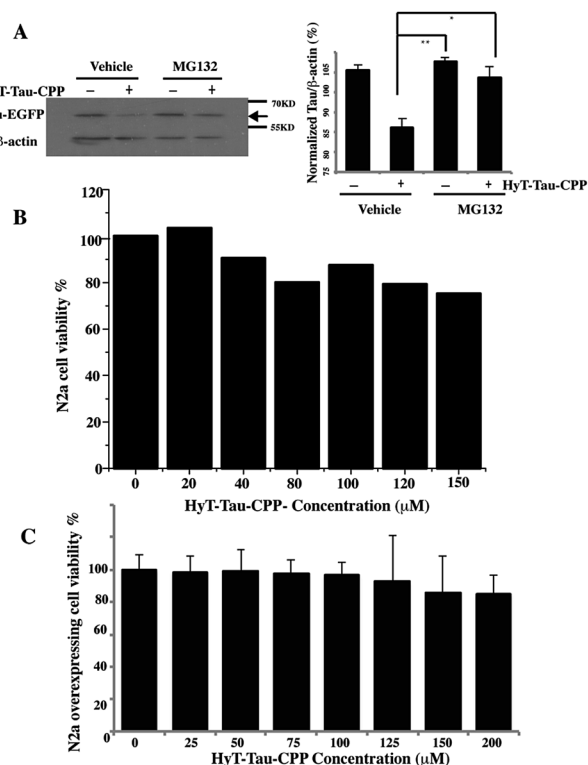 A
Vehicle MG132
T-Tau-CPP – + – +
-EGFP
β-actin
70KD
55KD
Normalized Tau/β-actin (%)
105
100
95
90
85
80
75
**
*
– + – + HyT-Tau-CPP
Vehicle MG132
B
N2a cell viability %
120
100
80
60
40
20
0
0 20 40 80 100 120 150
HyT-Tau-CPP- Concentration (μM)
C
N2a overexpressing cell viability %
100
80
60
40
20
0
0 25 50 75 100 125 150 200
HyT-Tau-CPP Concentration (μM)